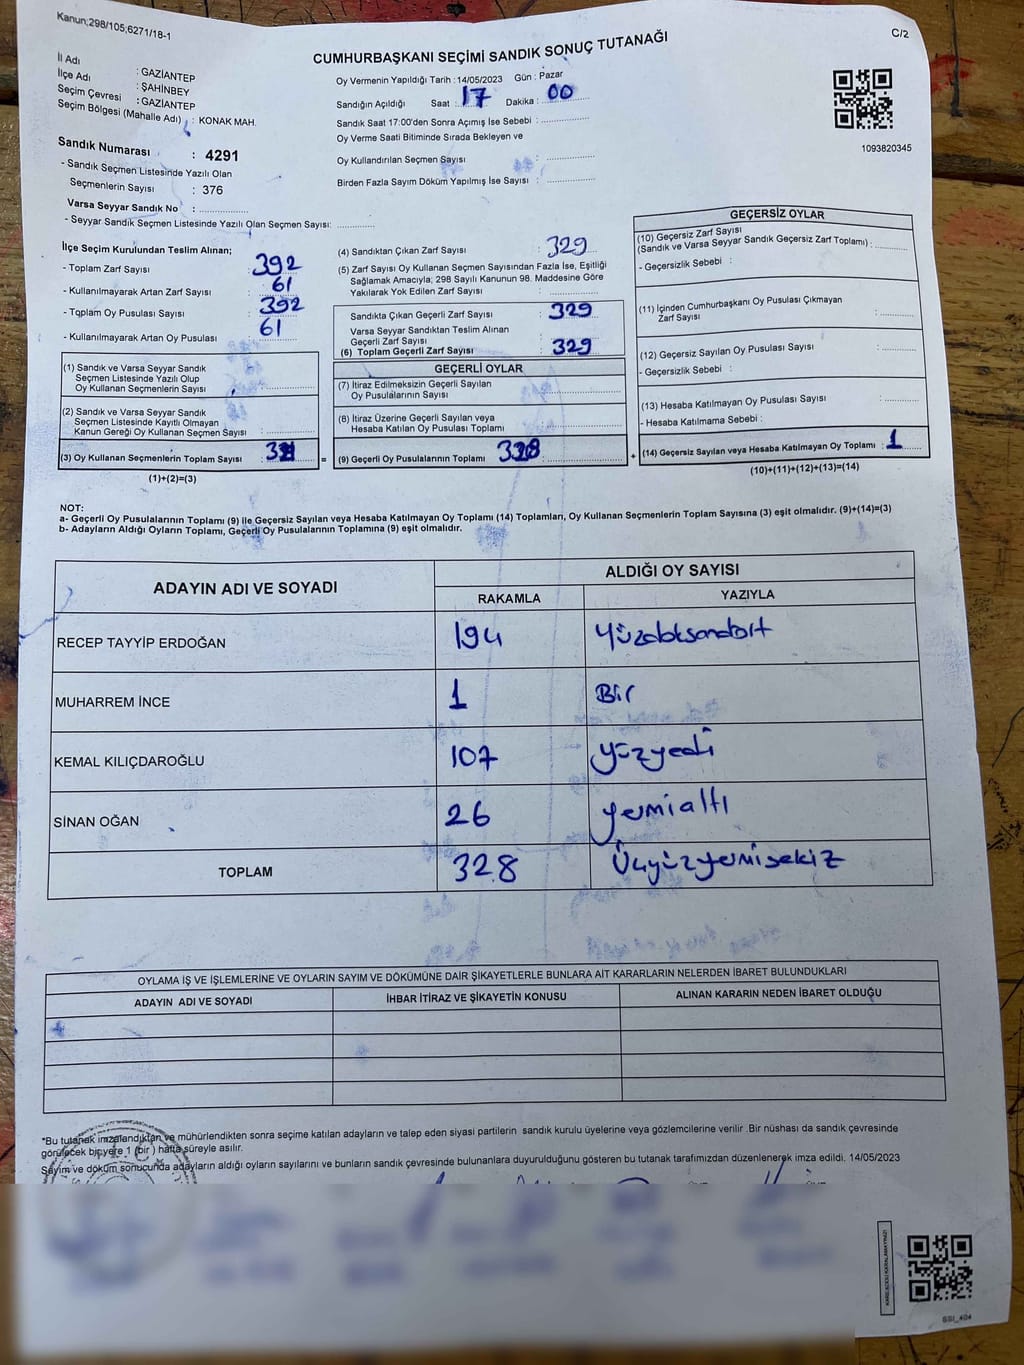 Kanun;298/105;6271/18-1
C/2
CUMHURBAŞKANI SEÇİMİ SANDIK SONUÇ TUTANAĞI
İl Adı : GAZİANTEP
İlçe Adı : ŞAHİNBEY
Seçim Çevresi : GAZİANTEP
Seçim Bölgesi (Mahalle Adı) : KONAK MAH.
Sandık Numarası : 4291
- Sandık Seçmen Listesinde Yazılı Olan
Seçmenlerin Sayısı : 376
Varsa Seyyar Sandık No :
- Seyyar Sandık Seçmen Listesinde Yazılı Olan Seçmen Sayısı:
Oy Vermenin Yapıldığı Tarih : 14/05/2023 Gün : Pazar
Sandığın Açıldığı Saat : 17 Dakika : 00
Sandık Saat 17:00'den Sonra Açımış İse Sebebi :
Oy Verme Saati Bitiminde Sırada Bekleyen ve
Oy Kullandırılan Seçmen Sayısı :
Birden Fazla Sayım Döküm Yapılmış İse Sayısı :
1093820345
İlçe Seçim Kurulundan Teslim Alınan;
- Toplam Zarf Sayısı : 392
- Kullanılmayarak Artan Zarf Sayısı : 61
- Toplam Oy Pusulası Sayısı : 392
- Kullanılmayarak Artan Oy Pusulası 61
(1) Sandık ve Varsa Seyyar Sandık
Seçmen Listesinde Yazılı Olup
Oy Kullanan Seçmenlerin Sayısı :
(2) Sandık ve Varsa Seyyar Sandık
Seçmen Listesinde Kayıtlı Olmayan
Kanun Gereği Oy Kullanan Seçmen Sayısı :
(3) Oy Kullanan Seçmenlerin Toplam Sayısı
(1)+(2)=(3)
(4) Sandıktan Çıkan Zarf Sayısı : 329
(5) Zarf Sayısı Oy Kullanan Seçmen Sayısından Fazla İse, Eşitliği
Sağlamak Amacıyla; 298 Sayılı Kanunun 98. Maddesine Göre
Yakılarak Yok Edilen Zarf Sayısı :
Sandıkta Çıkan Geçerli Zarf Sayısı : 329
Varsa Seyyar Sandıktan Teslim Alınan
Geçerli Zarf Sayısı :
(6) Toplam Geçerli Zarf Sayısı : 329
GEÇERLİ OYLAR
(7) İtiraz Edilmeksizin Geçerli Sayılan
Oy Pusulalarının Sayısı :
(8) İtiraz Üzerine Geçerli Sayılan veya
Hesaba Katılan Oy Pusulası Toplamı :
= (9) Geçerli Oy Pusulalarının Toplamı 328
GEÇERSİZ OYLAR
(10) Geçersiz Zarf Sayısı
(Sandık ve Varsa Seyyar Sandık Geçersiz Zarf Toplamı) :
- Geçersizlik Sebebi :
(11) İçinden Cumhurbaşkanı Oy Pusulası Çıkmayan
Zarf Sayısı :
(12) Geçersiz Sayılan Oy Pusulası Sayısı :
- Geçersizlik Sebebi :
(13) Hesaba Katılmayan Oy Pusulası Sayısı :
- Hesaba Katılmama Sebebi :
+ (14) Geçersiz Sayılan veya Hesaba Katılmayan Oy Toplamı : 1
(10)+(11)+(12)+(13)=(14)
NOT:
a- Geçerli Oy Pusulalarının Toplamı (9) ile Geçersiz Sayılan veya Hesaba Katılmayan Oy Toplamı (14) Toplamları, Oy Kullanan Seçmenlerin Toplam Sayısına (3) eşit olmalıdır. (9)+(14)=(3)
b- Adayların Aldığı Oyların Toplamı, Geçerli Oy Pusulalarının Toplamına (9) eşit olmalıdır.
ADAYIN ADI VE SOYADI
ALDIĞI OY SAYISI
RAKAMLA YAZIYLA
RECEP TAYYİP ERDOĞAN 194 Yüzdoksandört
MUHARREM İNCE 1 Bir
KEMAL KILIÇDAROĞLU 107 yüzyedi
SİNAN OĞAN 26 yermialtı
TOPLAM 328 Üçyüzyermisekiz
OYLAMA İŞ VE İŞLEMLERİNE VE OYLARIN SAYIM VE DÖKÜMÜNE DAİR ŞİKAYETLERLE BUNLARA AİT KARARLARIN NELERDEN İBARET BULUNDUKLARI
ADAYIN ADI VE SOYADI İHBAR İTİRAZ VE ŞİKAYETİN KONUSU ALINAN KARARIN NEDEN İBARET OLDUĞU
*Bu tutanak imzalandıktan ve mühürlendikten sonra seçime katılan adayların ve talep eden siyasi partilerin sandık kurulu üyelerine veya gözlemcilerine verilir .Bir nüshası da sandık çevresinde
görülecek bir yere 1 (bir ) hafta süreyle asılır.
Sayım ve döküm sonucunda adayların aldığı oyların sayılarını ve bunların sandık çevresinde bulunanlara duyurulduğunu gösteren bu tutanak tarafımızdan düzenlenerek imza edildi. 14/05/2023
SSI_404